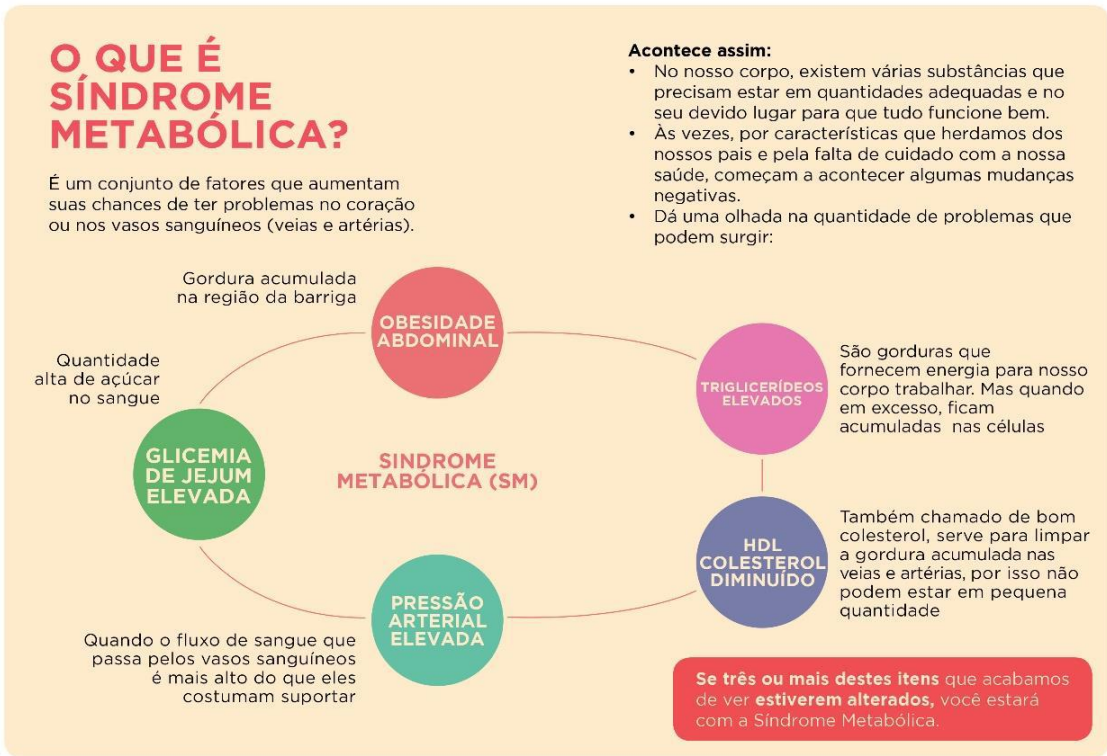 O QUE É
SÍNDROME
METABÓLICA?
É um conjunto de fatores que aumentam
suas chances de ter problemas no coração
ou nos vasos sanguíneos (veias e artérias).
Acontece assim:
• No nosso corpo, existem várias substâncias que
precisam estar em quantidades adequadas e no
seu devido lugar para que tudo funcione bem.
• Às vezes, por características que herdamos dos
nossos pais e pela falta de cuidado com a nossa
saúde, começam a acontecer algumas mudanças
negativas.
• Dá uma olhada na quantidade de problemas que
podem surgir:
Gordura acumulada
na região da barriga
OBESIDADE
ABDOMINAL
Quantidade
alta de açúcar
no sangue
GLICEMIA
DE JEJUM
ELEVADA
SINDROME
METABÓLICA (SM)
TRIGLICERÍDEOS
ELEVADOS
São gorduras que
fornecem energia para nosso
corpo trabalhar. Mas quando
em excesso, ficam
acumuladas nas células
HDL
COLESTEROL
DIMINUÍDO
Também chamado de bom
colesterol, serve para limpar
a gordura acumulada nas
veias e artérias, por isso não
podem estar em pequena
quantidade
PRESSÃO
ARTERIAL
ELEVADA
Quando o fluxo de sangue que
passa pelos vasos sanguíneos
é mais alto do que eles
costumam suportar
Se três ou mais destes itens que acabamos
de ver estiverem alterados, você estará
com a Síndrome Metabólica.